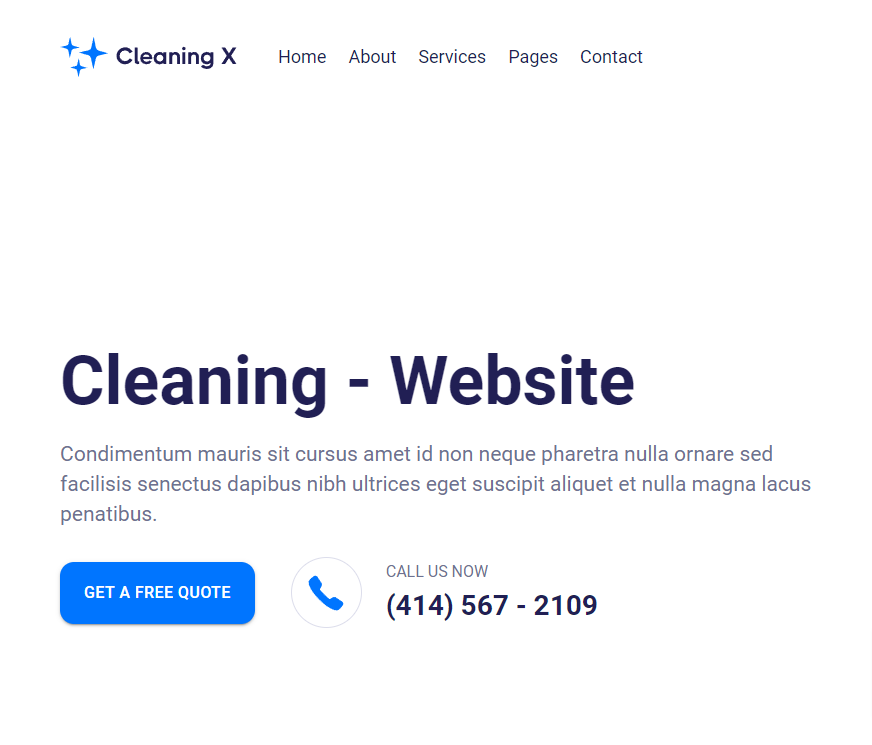 Cleaning X
Home About Services Pages Contact
Cleaning - Website
Condimentum mauris sit cursus amet id non neque pharetra nulla ornare sed
facilisis senectus dapibus nibh ultrices eget suscipit aliquet et nulla magna lacus
penatibus.
GET A FREE QUOTE
CALL US NOW
(414) 567 - 2109